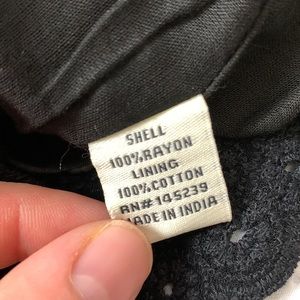 SHELL
100%RAYON
LINING
100%COTTON
RN#145239
MADE IN INDIA